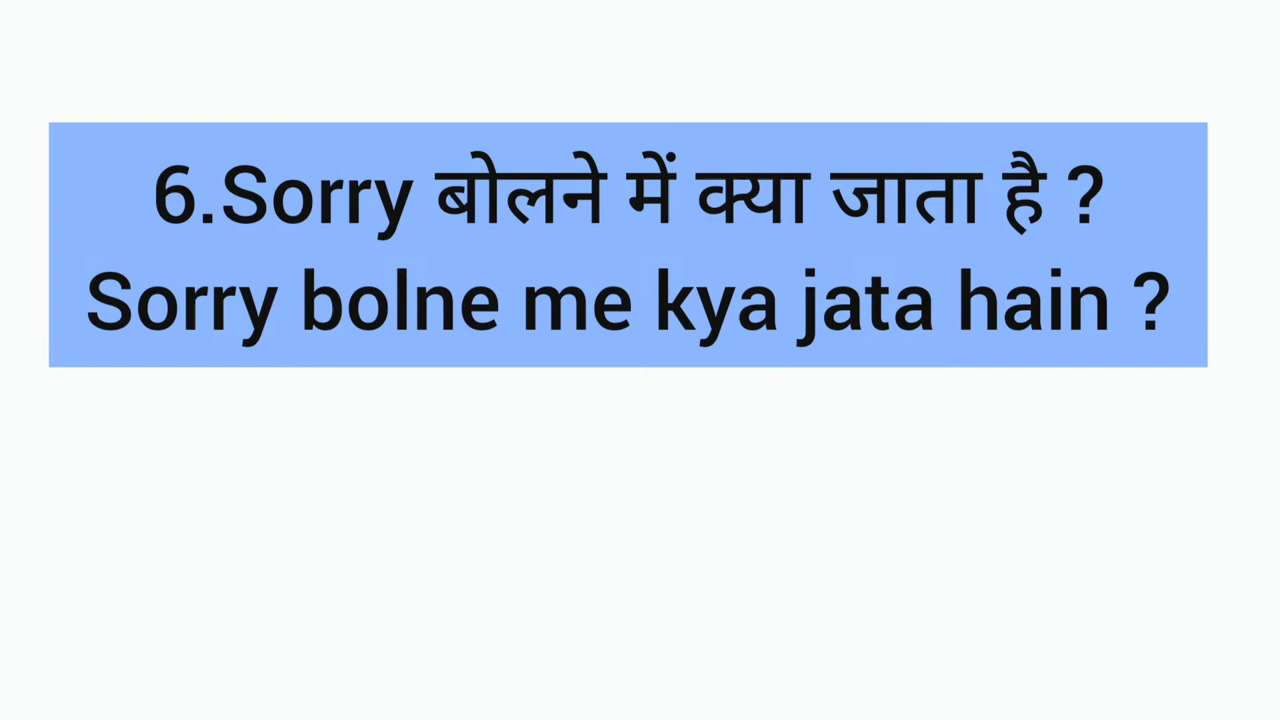 6.Sorry बोलने में क्या जाता है ?
Sorry bolne me kya jata hain ?